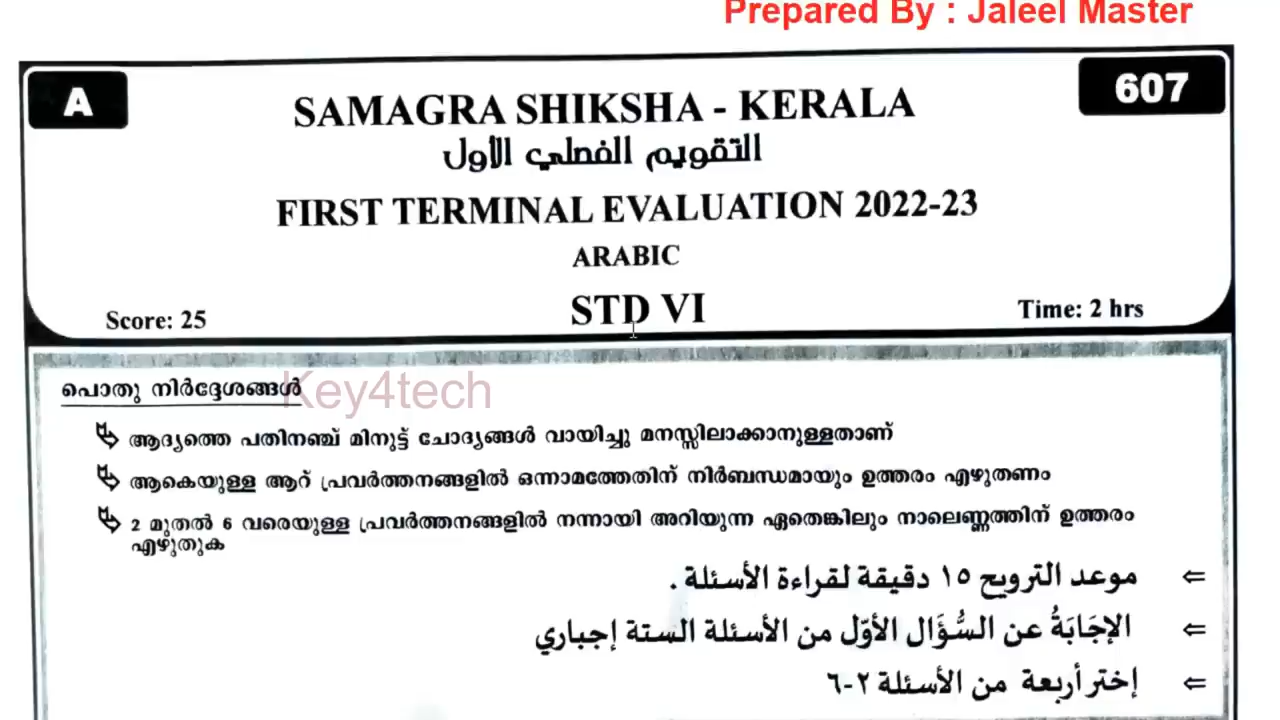 Prepared By : Jaleel Master
A
607
SAMAGRA SHIKSHA - KERALA
التقويم الفصلي الأول
FIRST TERMINAL EVALUATION 2022-23
ARABIC
Score: 25
STD VI
Time: 2 hrs
പൊതു നിർദ്ദേശങ്ങൾ
Key4tech
ആദ്യത്തെ പതിനഞ്ച് മിനുട്ട് ചോദ്യങ്ങൾ വായിച്ചു മനസ്സിലാക്കാനുള്ളതാണ്
ആകെയുള്ള ആറ് പ്രവർത്തനങ്ങളിൽ ഒന്നാമത്തേതിന് നിർബന്ധമായും ഉത്തരം എഴുതണം
2 മുതൽ 6 വരെയുള്ള പ്രവർത്തനങ്ങളിൽ നന്നായി അറിയുന്ന ഏതെങ്കിലും നാലെണ്ണത്തിന് ഉത്തരം
എഴുതുക
⇐ موعد الترويح ١٥ دقيقة لقراءة الأسئلة .
⇐ الإجَابَةُ عن السُّؤَال الأوّل من الأسئلة الستة إجباري
⇐ إختر أربعة من الأسئلة ٢-٦